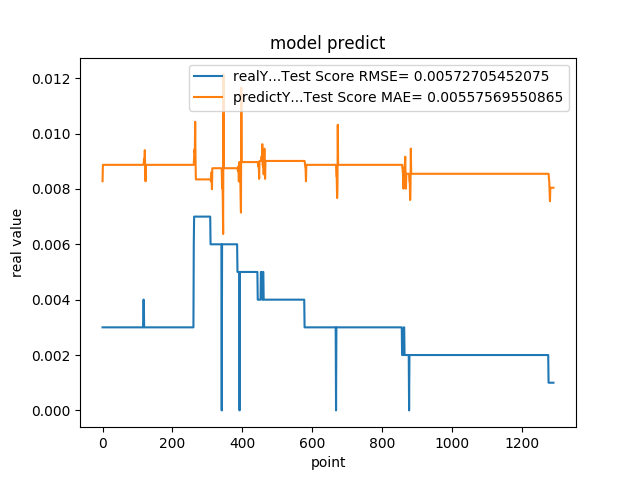 model predict
realY...Test Score RMSE= 0.00572705452075
predictY...Test Score MAE= 0.00557569550865
real value
0.012
0.010
0.008
0.006
0.004
0.002
0.000
0 200 400 600 800 1000 1200
point